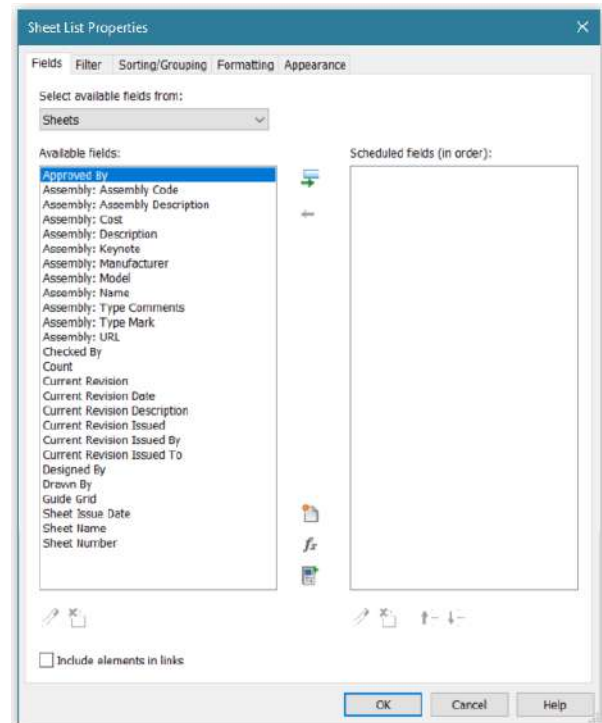 Sheet List Properties
Fields Filter Sorting/Grouping Formatting Appearance
Select available fields from:
Sheets
Available fields:
Scheduled fields (in order):
Approved By
Assembly: Assembly Code
Assembly: Assembly Description
Assembly: Cost
Assembly: Description
Assembly: Keynote
Assembly: Manufacturer
Assembly: Model
Assembly: Name
Assembly: Type Comments
Assembly: Type Mark
Assembly: URL
Checked By
Count
Current Revision
Current Revision Date
Current Revision Description
Current Revision Issued
Current Revision Issued By
Current Revision Issued To
Designed By
Drawn By
Guide Grid
Sheet Issue Date
Sheet Name
Sheet Number
fx
Include elements in links
OK Cancel Help